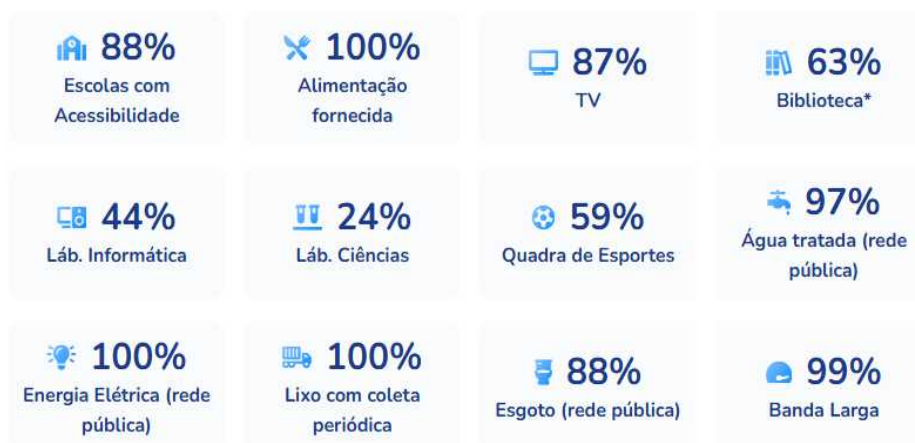 88%
Escolas com
Acessibilidade
100%
Alimentação
fornecida
87%
TV
63%
Biblioteca*
44%
Láb. Informática
24%
Láb. Ciências
59%
Quadra de Esportes
97%
Água tratada (rede
pública)
100%
Energia Elétrica (rede
pública)
100%
Lixo com coleta
periódica
88%
Esgoto (rede pública)
99%
Banda Larga